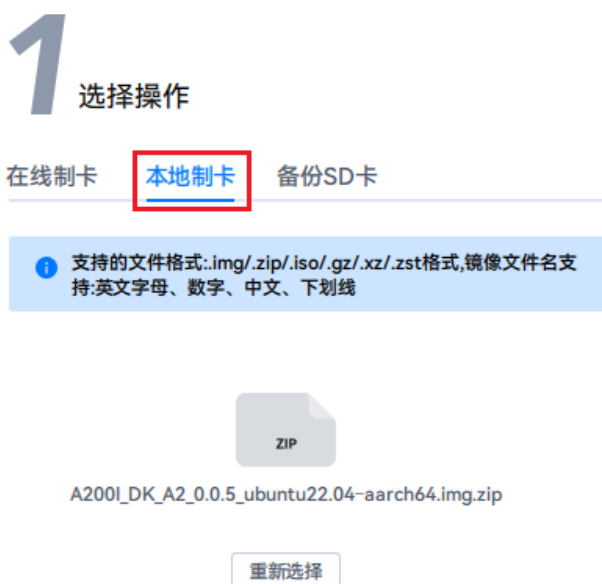 1
选择操作
在线制卡 本地制卡 备份SD卡
支持的文件格式:.img/.zip/.iso/.gz/.xz/.zst格式,镜像文件名支
持:英文字母、数字、中文、下划线
ZIP
A200I_DK_A2_0.0.5_ubuntu22.04-aarch64.img.zip
重新选择